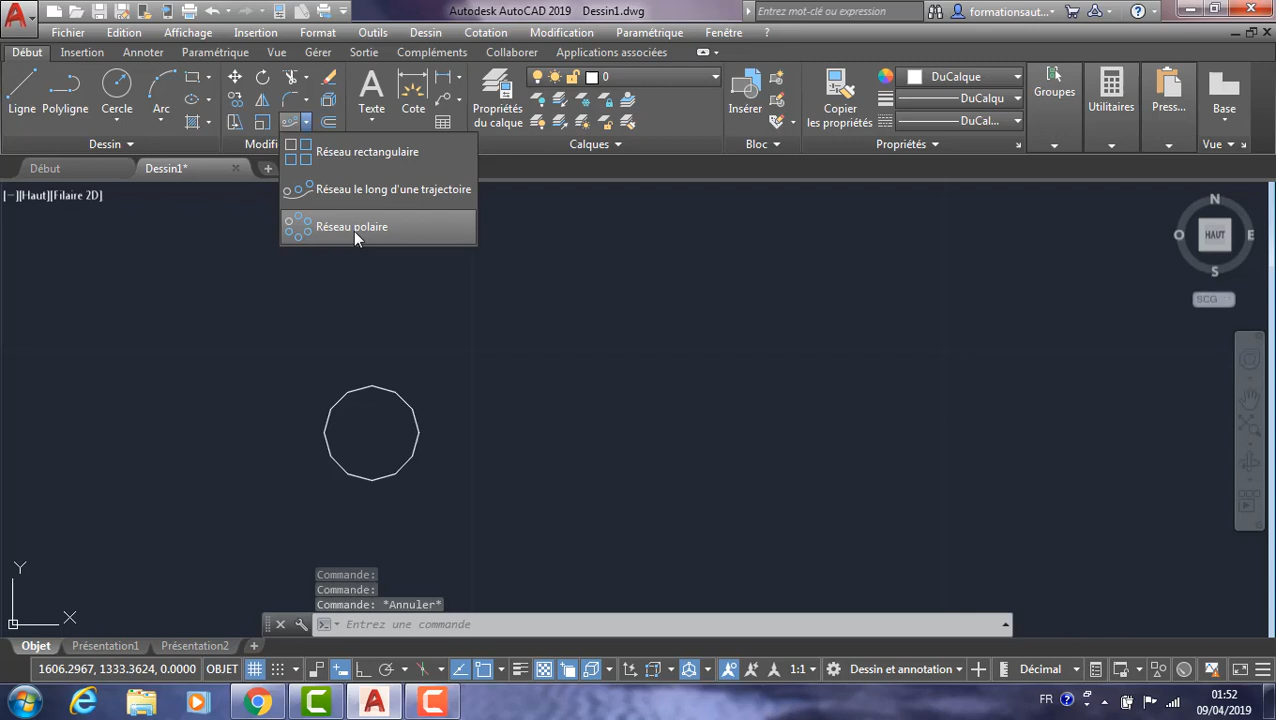 Autodesk AutoCAD 2019 Dessin1.dwg
Entrez mot-clé ou expression
formationsaut...
Fichier Edition Affichage Insertion Format Outils Dessin Cotation Modification Paramétrique Fenêtre ?
Début Insertion Annoter Paramétrique Vue Gérer Sortie Compléments Collaborer Applications associées
Ligne Polyligne Cercle Arc
Texte Cote
Propriétés
du calque
0
Insérer
Copier
les propriétés
DuCalque
DuCalqu
DuCal...
Groupes
Utilitaires
Press...
Base
Dessin
Modifi
Calques
Bloc
Propriétés
Vue
Début
Dessin1*
Réseau rectangulaire
Réseau le long d'une trajectoire
Réseau polaire
[−][Haut][Filaire 2D]
N
O
HAUT
E
S
SCG
Y
X
Commande:
Commande:
Commande: *Annuler*
Entrez une commande
Objet Présentation1 Présentation2
1606.2967, 1333.3624, 0.0000 OBJET
1:1
Dessin et annotation
Décimal
FR
01:52
09/04/2019